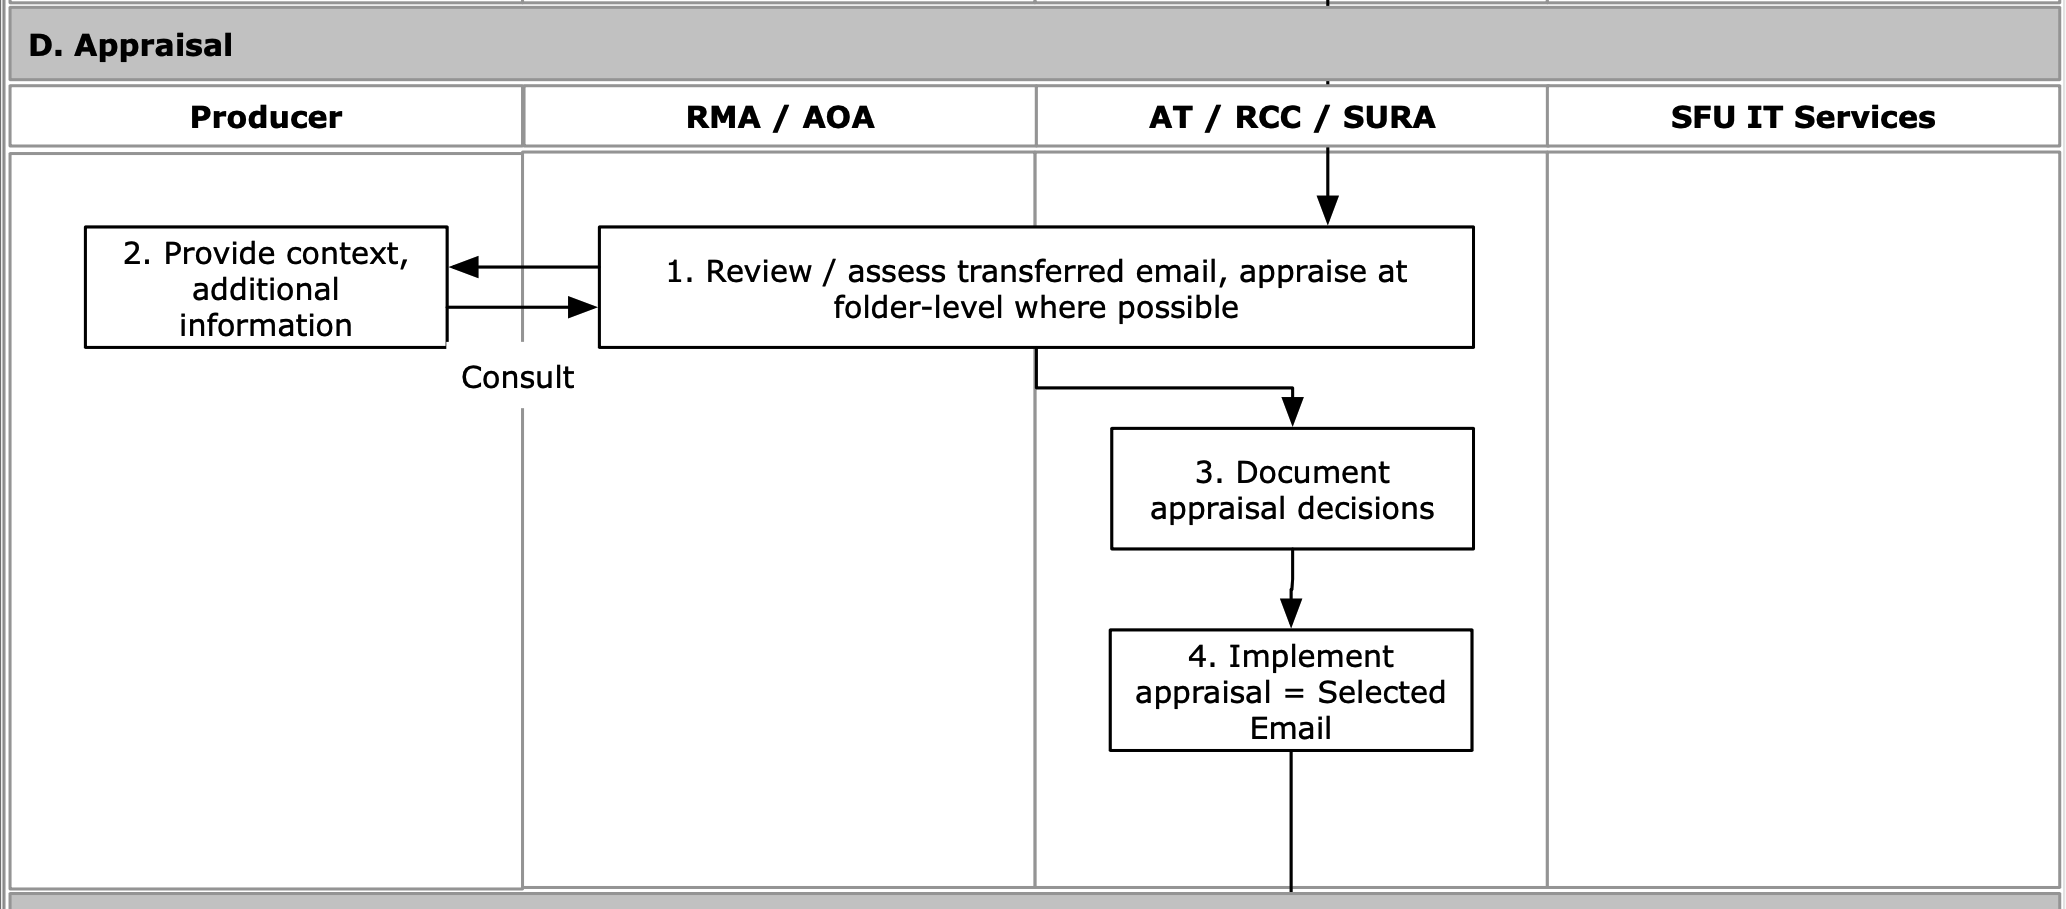 D. Appraisal
Producer
RMA / AOA
AT / RCC / SURA
SFU IT Services
2. Provide context,
additional
information
1. Review / assess transferred email, appraise at
folder-level where possible
Consult
3. Document
appraisal decisions
4. Implement
appraisal = Selected
Email